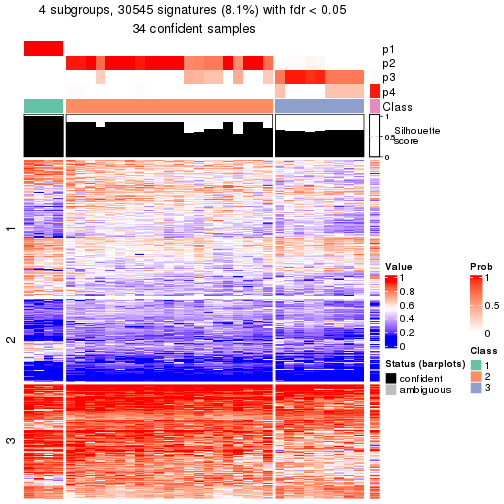 4 subgroups, 30545 signatures (8.1%) with fdr < 0.05
34 confident samples
p1
p2
p3
p4
Class
1
0
Silhouette
score
1
2
3
Value
1
0.8
0.6
0.4
0.2
0
Status (barplots)
confident
ambiguous
Prob
1
0.5
0
Class
1
2
3